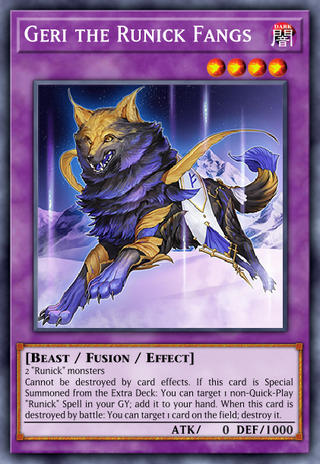 Geri the Runick Fangs
DARK
闇
[Beast / Fusion / Effect]
2 "Runick" monsters
Cannot be destroyed by card effects. If this card is Special
Summoned from the Extra Deck: You can target 1 non-Quick-Play
"Runick" Spell in your GY; add it to your hand. When this card is
destroyed by battle: You can target 1 card on the field; destroy it.
ATK/ 0 DEF/1000